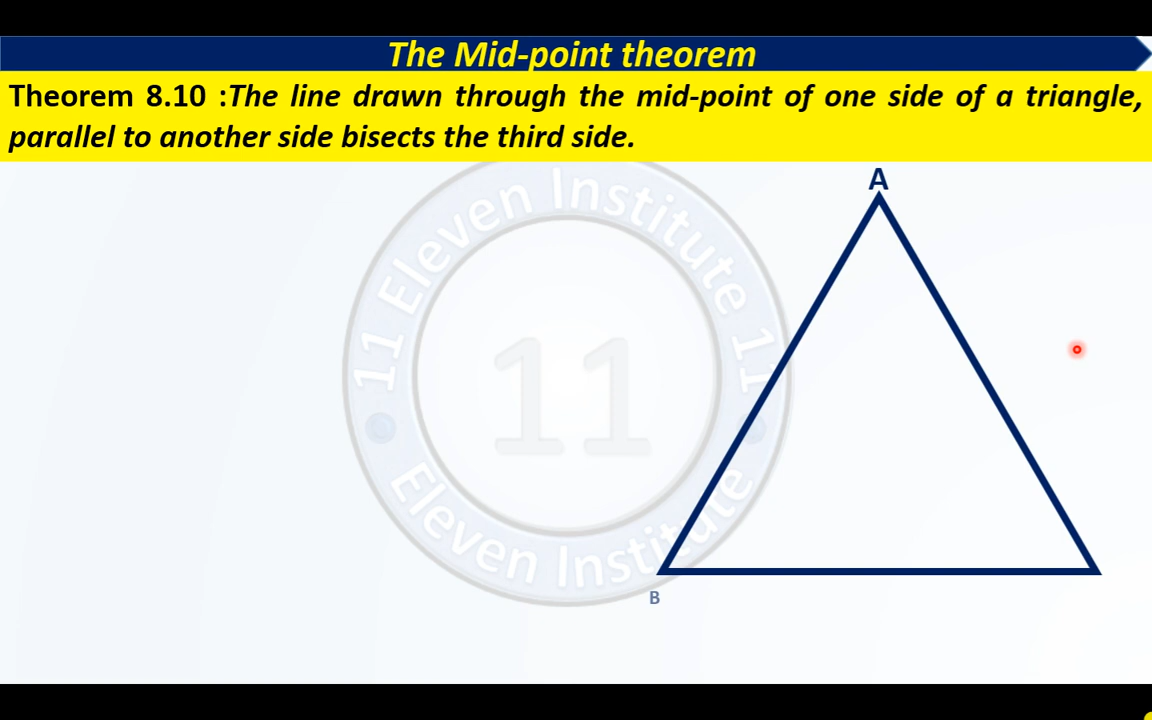 The Mid-point theorem
Theorem 8.10 :The line drawn through the mid-point of one side of a triangle,
parallel to another side bisects the third side.
A
11 Eleven Institute 11
11
Eleven Institute
B